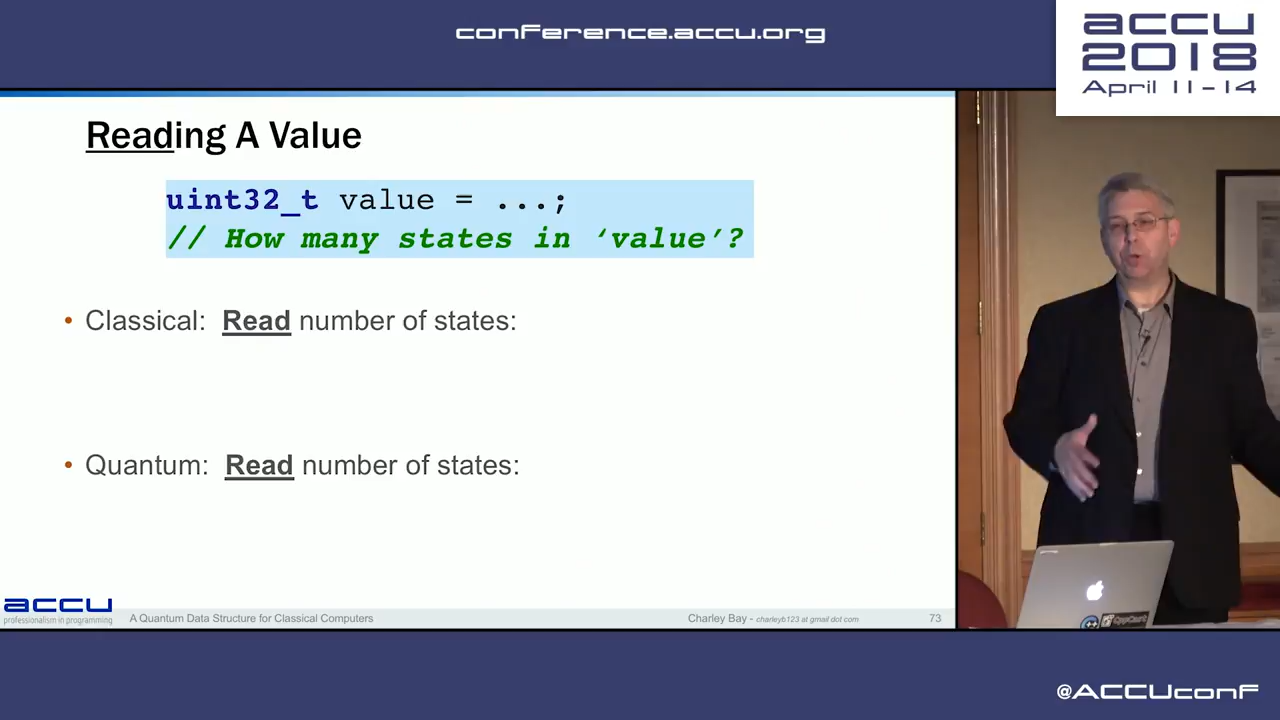 conference.accu.org
accu
2018
April 11-14
Reading A Value
uint32_t value = ...;
// How many states in ‘value’?
• Classical: Read number of states:
• Quantum: Read number of states:
accu
professionalism in programming
A Quantum Data Structure for Classical Computers
Charley Bay - charleyb123 at gmail dot com
73
CppCast
@ACCUconf